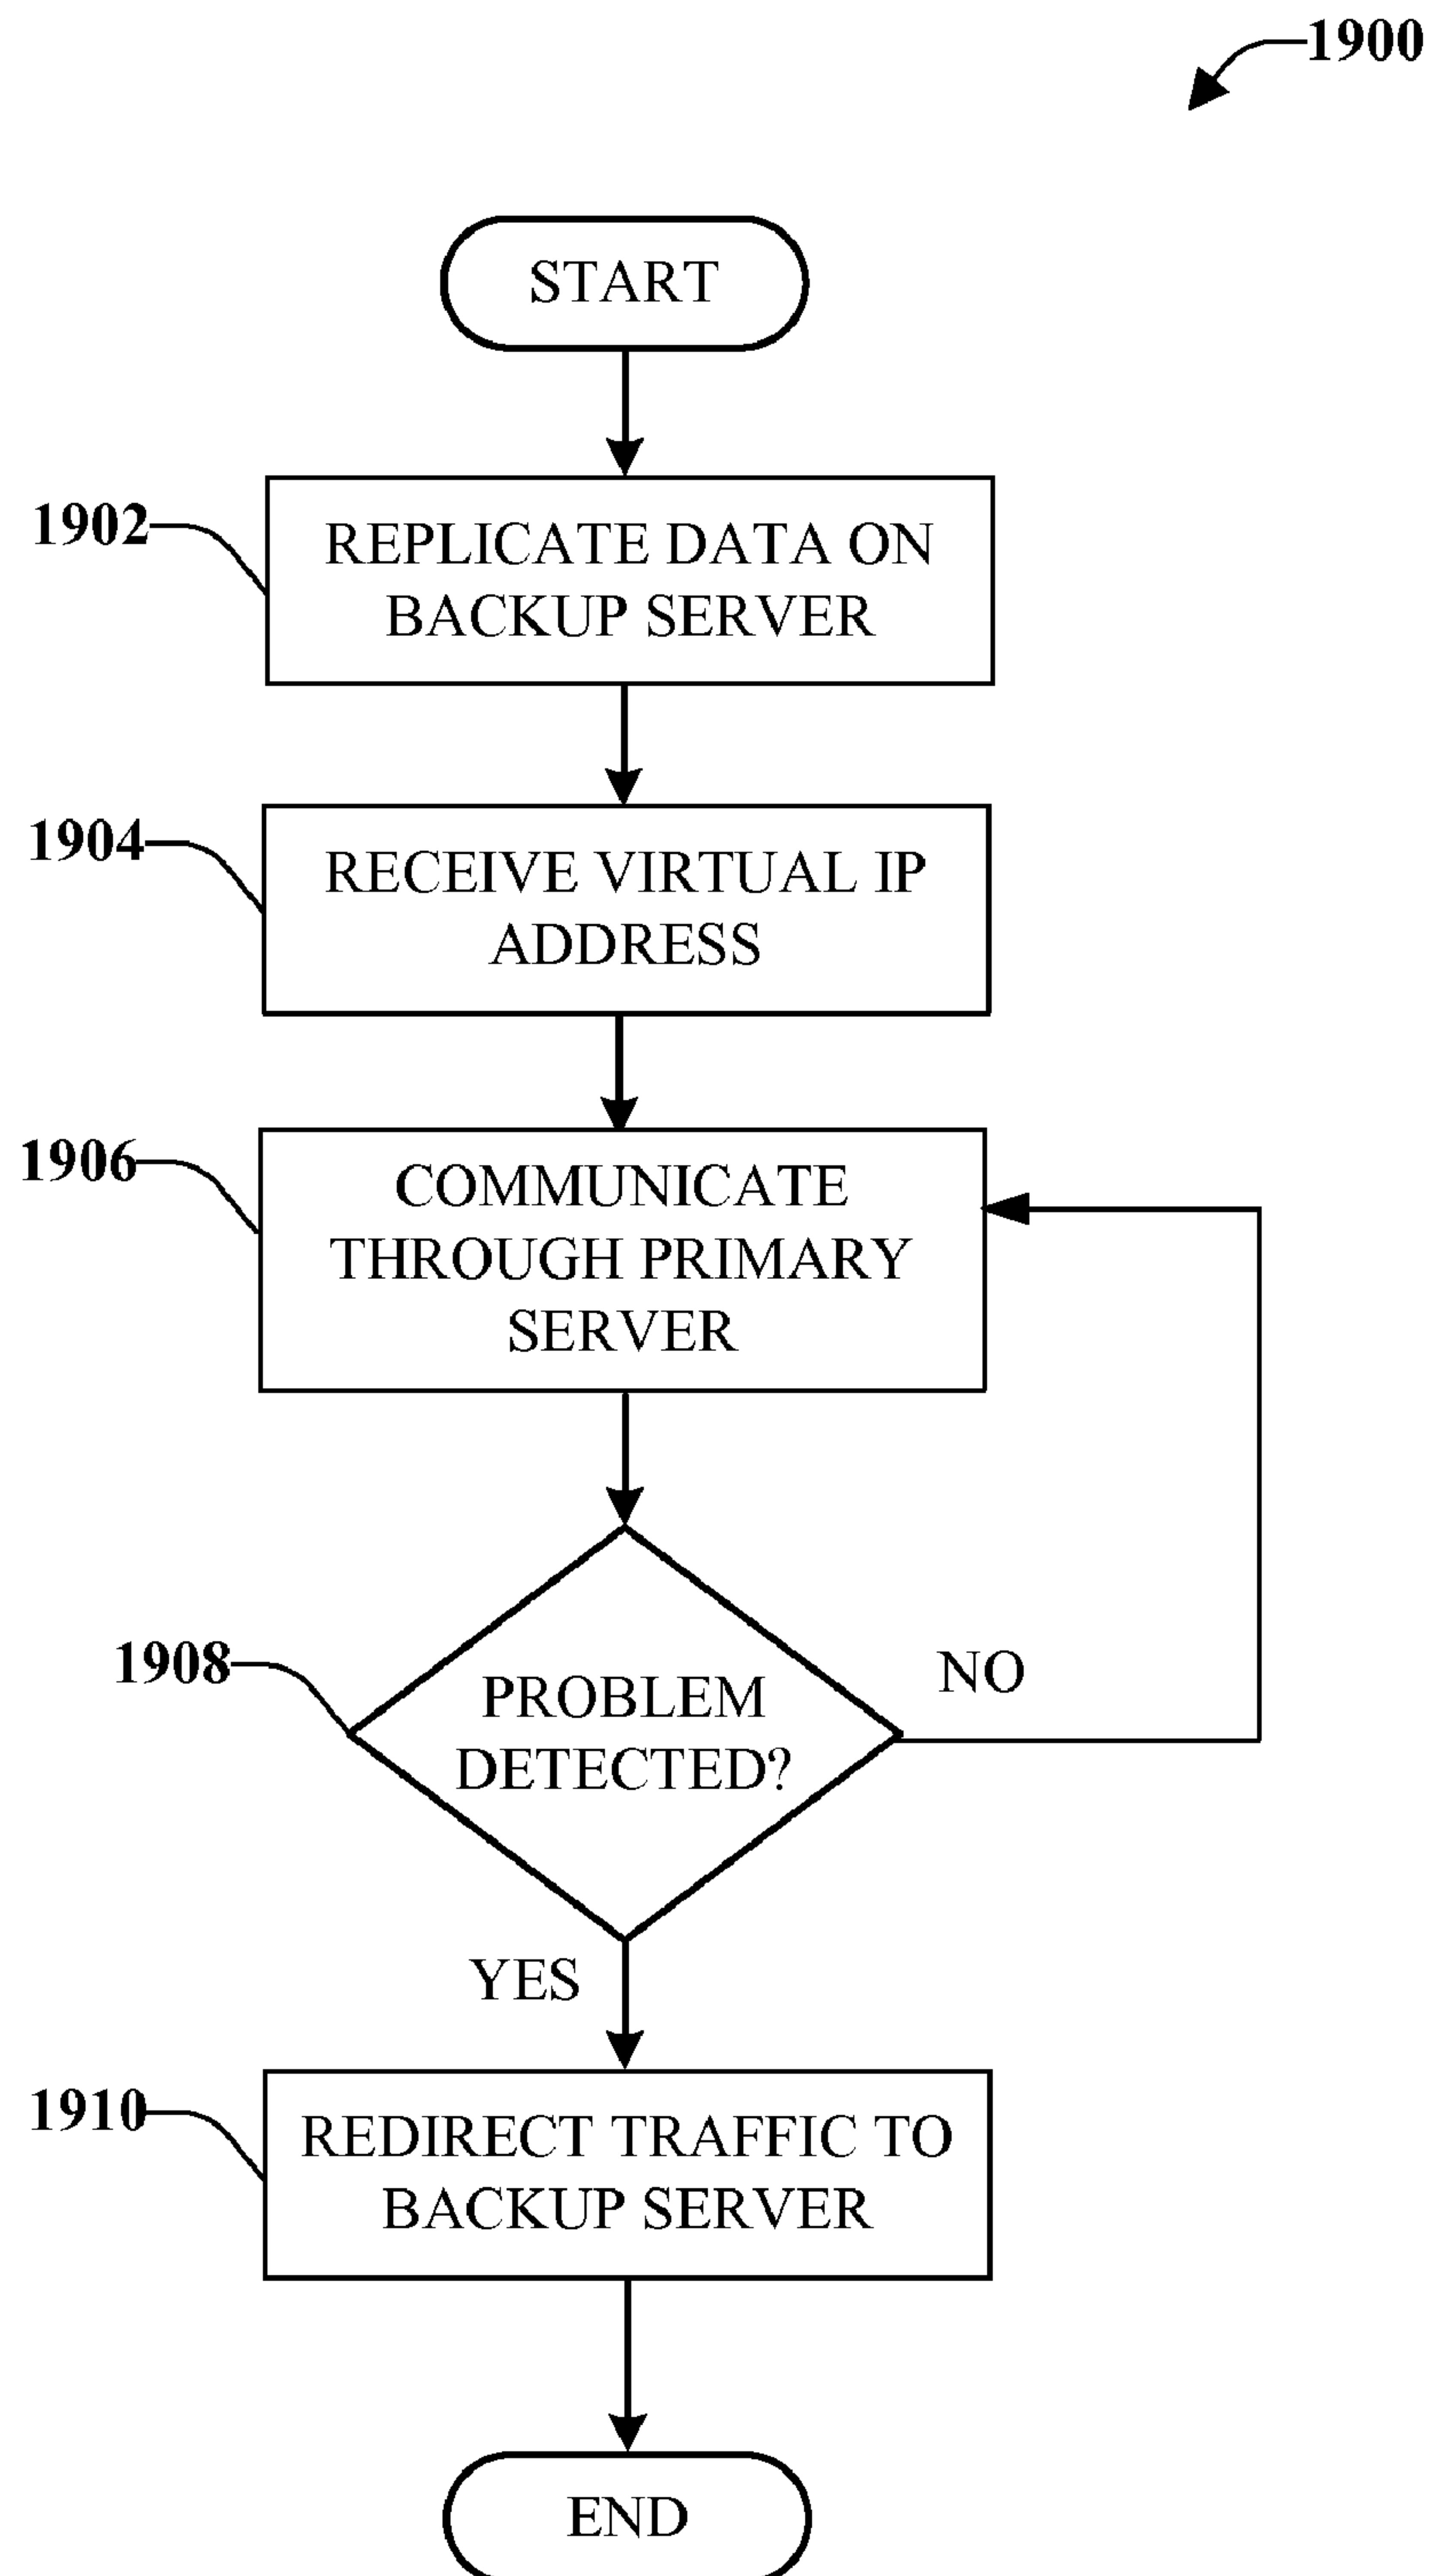 1900
START
1902
REPLICATE DATA ON
BACKUP SERVER
1904
RECEIVE VIRTUAL IP
ADDRESS
1906
COMMUNICATE
THROUGH PRIMARY
SERVER
1908
PROBLEM
DETECTED?
NO
YES
1910
REDIRECT TRAFFIC TO
BACKUP SERVER
END